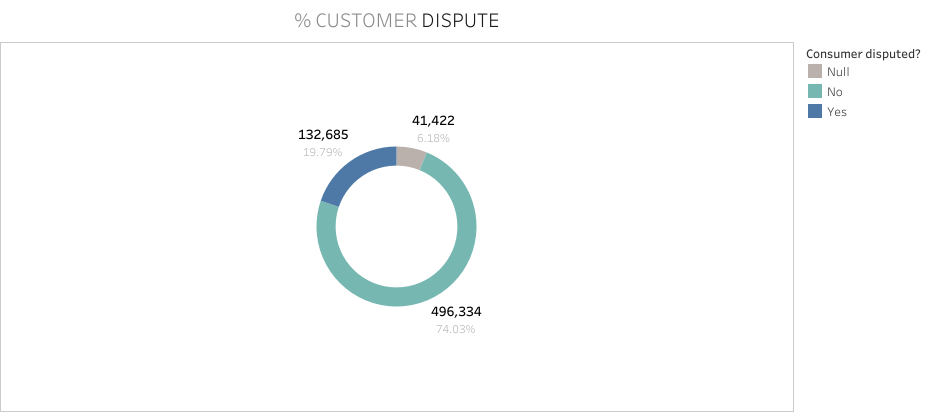 % CUSTOMER DISPUTE
Consumer disputed?
Null
No
Yes
41,422
6.18%
132,685
19.79%
496,334
74.03%